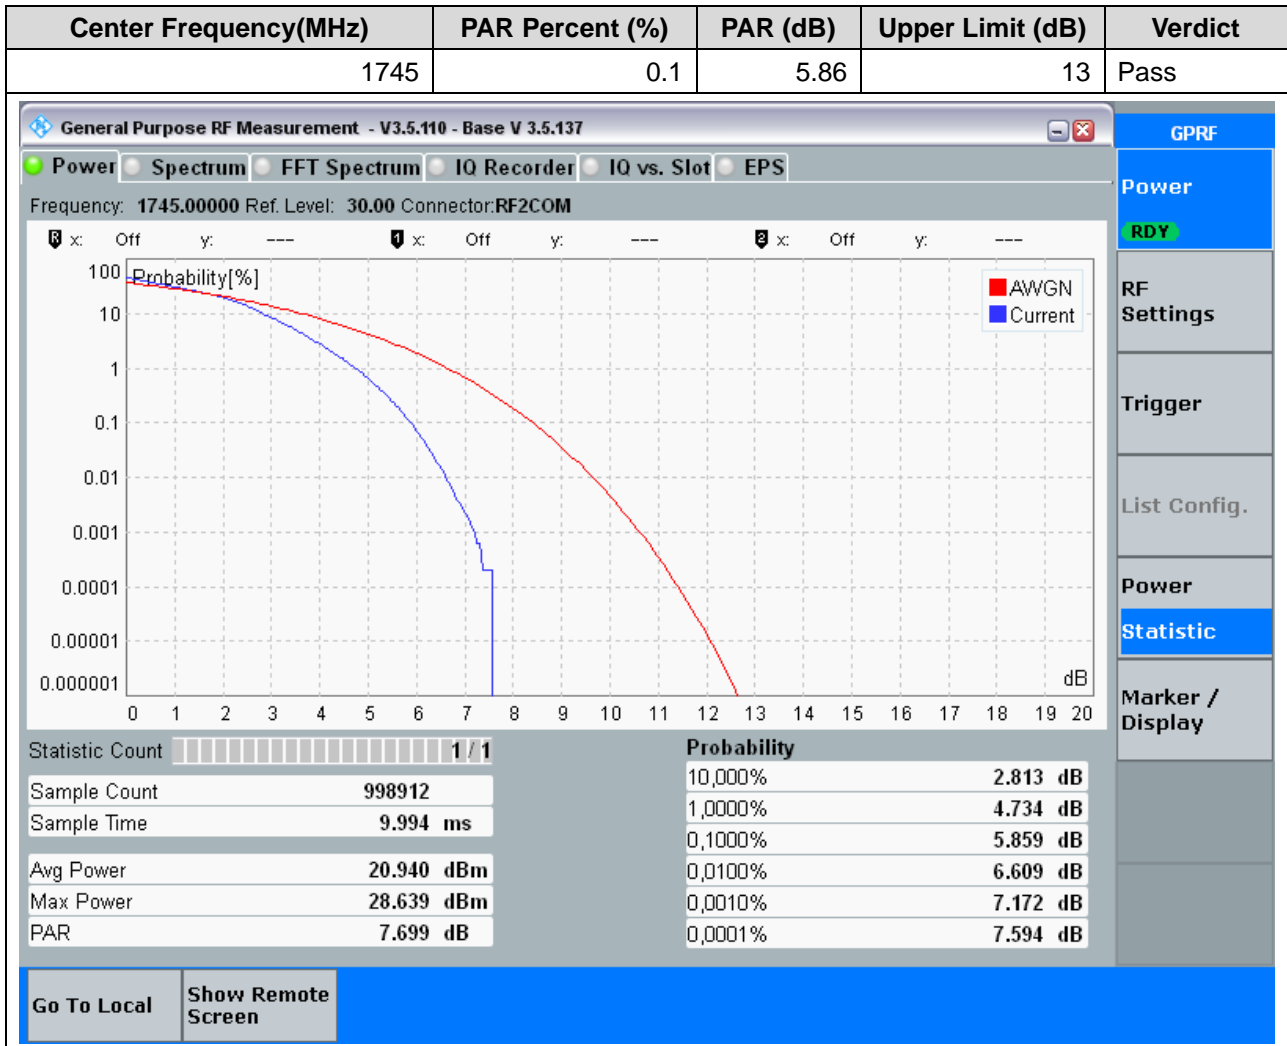 Center Frequency(MHz) PAR Percent (%) PAR (dB) Upper Limit (dB) Verdict
1745 0.1 5.86 13 Pass
General Purpose RF Measurement - V3.5.110 - Base V 3.5.137
GPRF
Power Spectrum FFT Spectrum IQ Recorder IQ vs. Slot EPS
Frequency: 1745.00000 Ref. Level: 30.00 Connector:RF2COM
Power
RDY
R x: Off y: --- 1 x: Off y: --- 2 x: Off y: ---
Probability[%]
AWGN
Current
100
10
1
0.1
0.01
0.001
0.0001
0.00001
0.000001
dB
0 1 2 3 4 5 6 7 8 9 10 11 12 13 14 15 16 17 18 19 20
RF
Settings
Trigger
List Config.
Power
Statistic
Marker /
Display
Statistic Count 1 / 1
Sample Count 998912
Sample Time 9.994 ms
Avg Power 20.940 dBm
Max Power 28.639 dBm
PAR 7.699 dB
Probability
10,000% 2.813 dB
1,0000% 4.734 dB
0,1000% 5.859 dB
0,0100% 6.609 dB
0,0010% 7.172 dB
0,0001% 7.594 dB
Go To Local
Show Remote
Screen